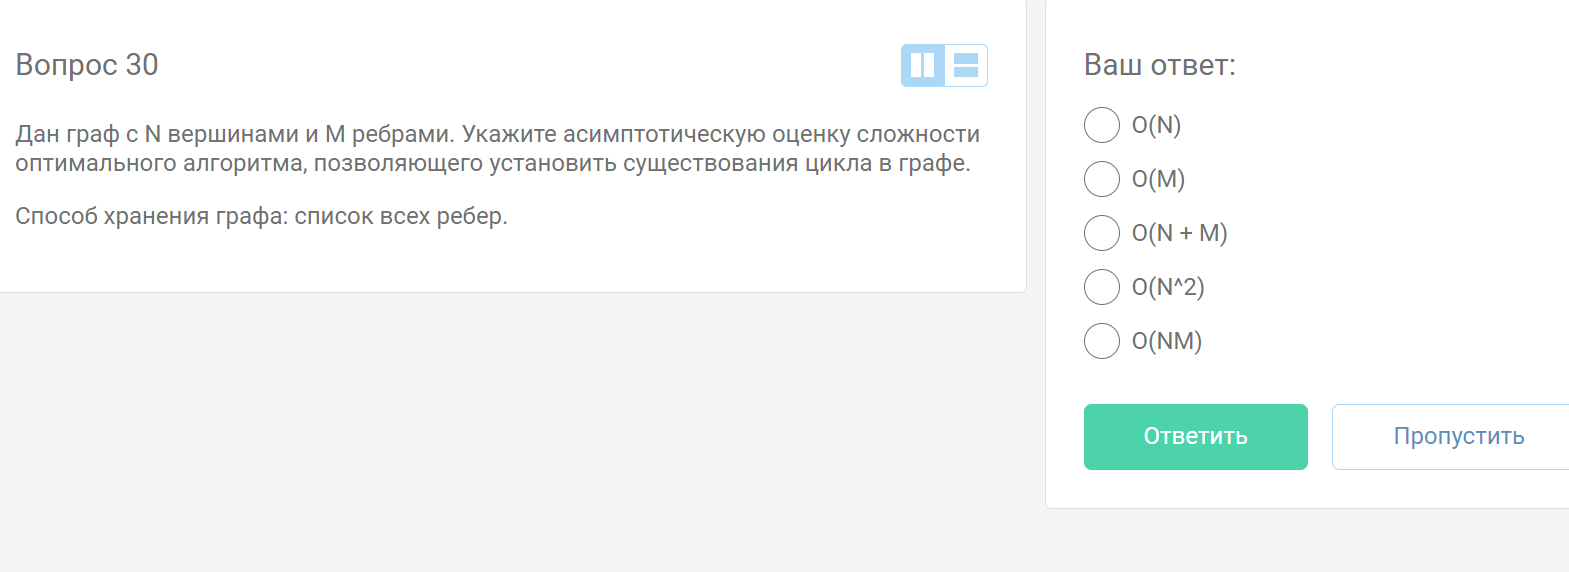 Вопрос 30
Дан граф с N вершинами и M ребрами. Укажите асимптотическую оценку сложности
оптимального алгоритма, позволяющего установить существования цикла в графе.
Способ хранения графа: список всех ребер.
Ваш ответ:
O(N)
O(M)
O(N + M)
O(N^2)
O(NM)
Ответить
Пропустить